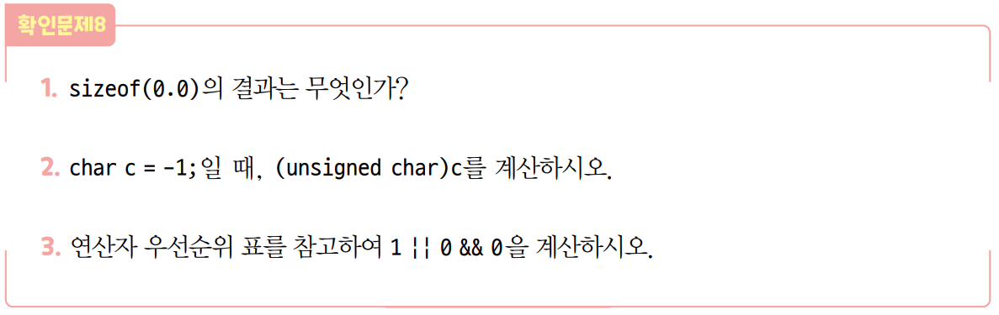 확인문제8
1. sizeof(0.0)의 결과는 무엇인가?
2. char c = -1;일 때, (unsigned char)c를 계산하시오.
3. 연산자 우선순위 표를 참고하여 1 || 0 && 0을 계산하시오.